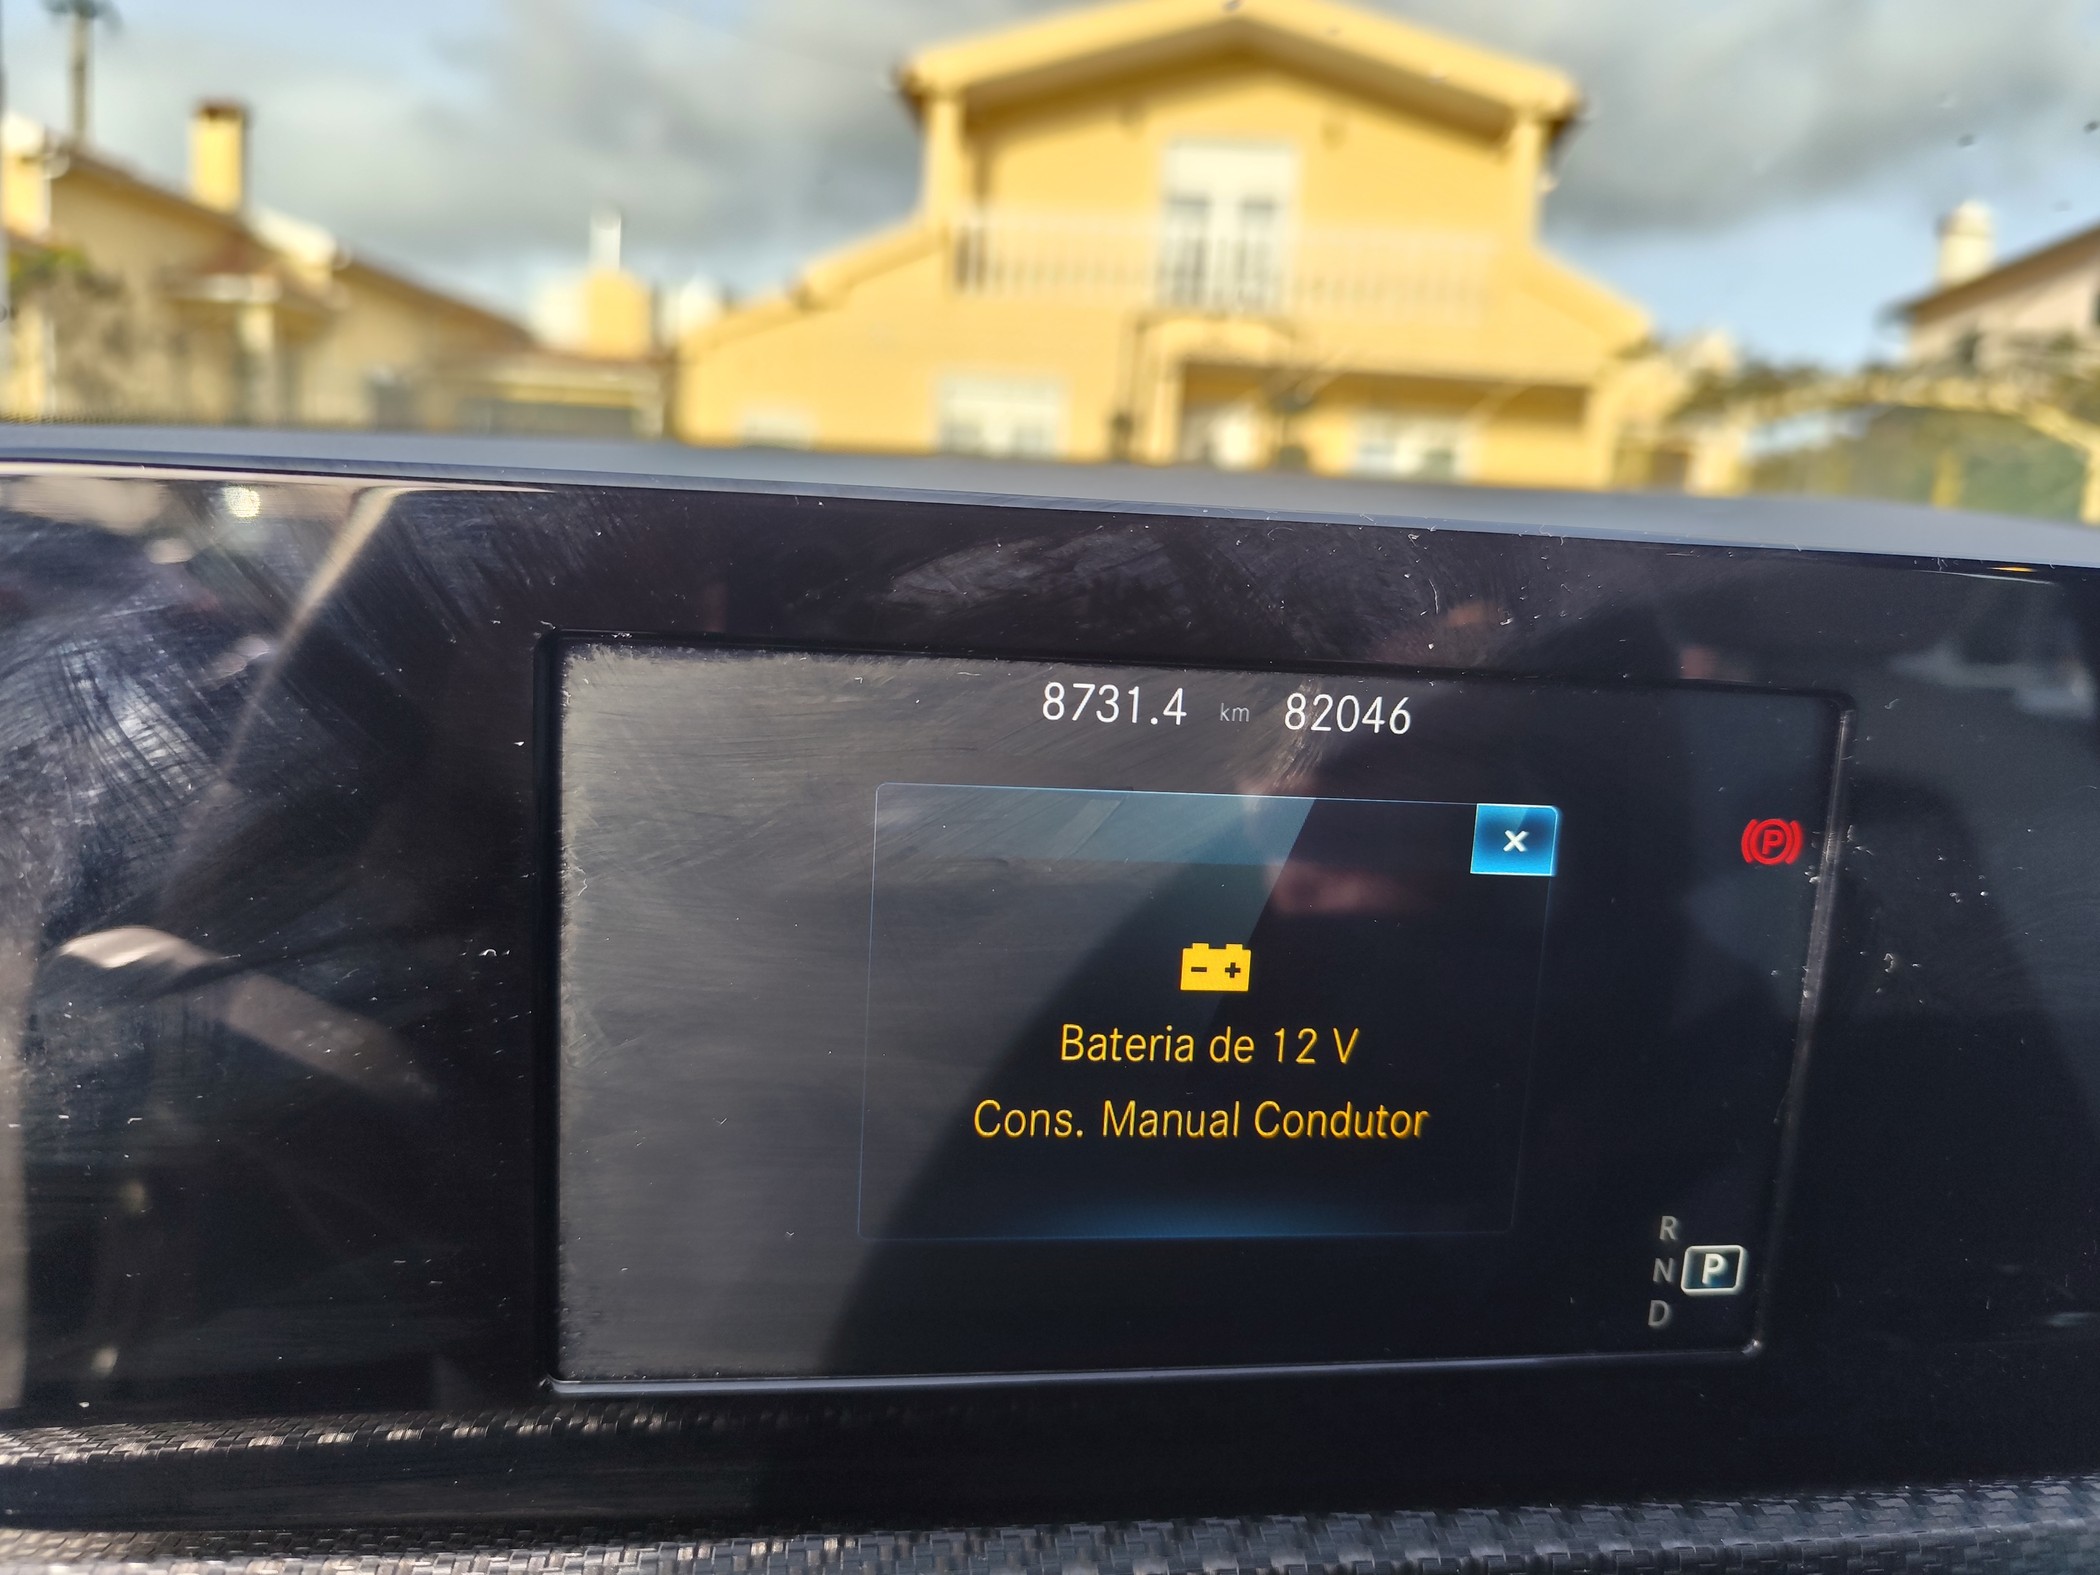 8731.4 km 82046
Bateria de 12 V
Cons. Manual Condutor
R
N P
D